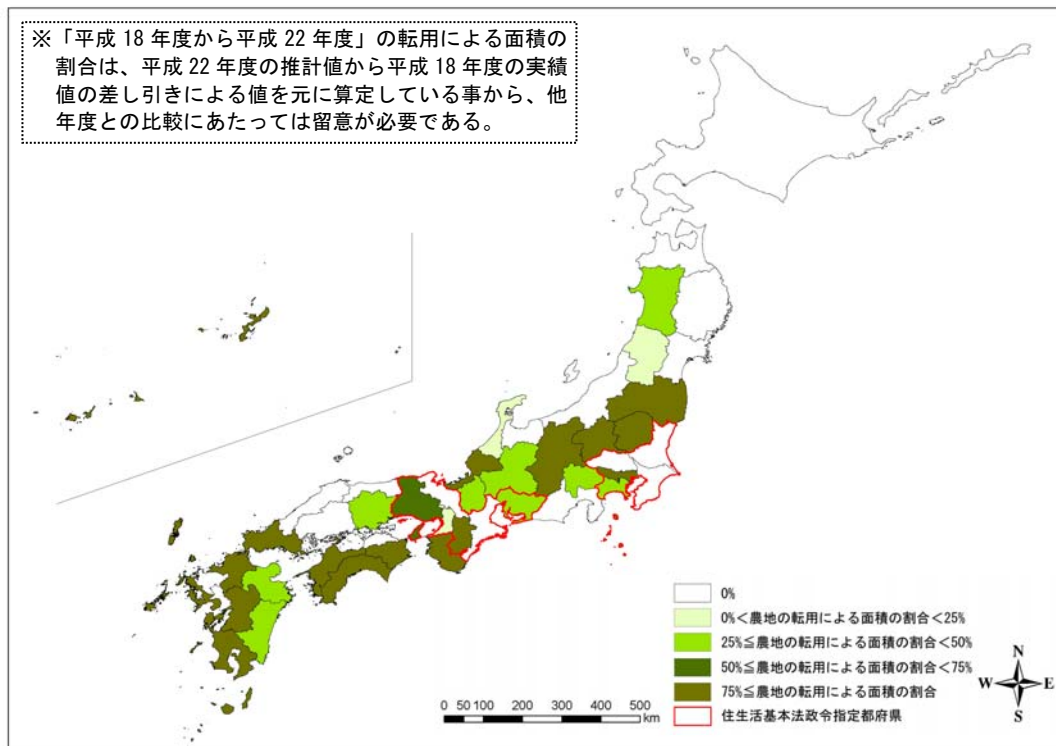 ※「平成 18 年度から平成 22 年度」の転用による面積の
割合は、平成 22 年度の推計値から平成 18 年度の実績
値の差し引きによる値を元に算定している事から、他
年度との比較にあたっては留意が必要である。
0%
0%<農地の転用による面積の割合<25%
25%≦農地の転用による面積の割合<50%
50%≦農地の転用による面積の割合<75%
75%≦農地の転用による面積の割合
住生活基本法政令指定都府県
0 50 100 200 300 400 500
km
N
W E
S